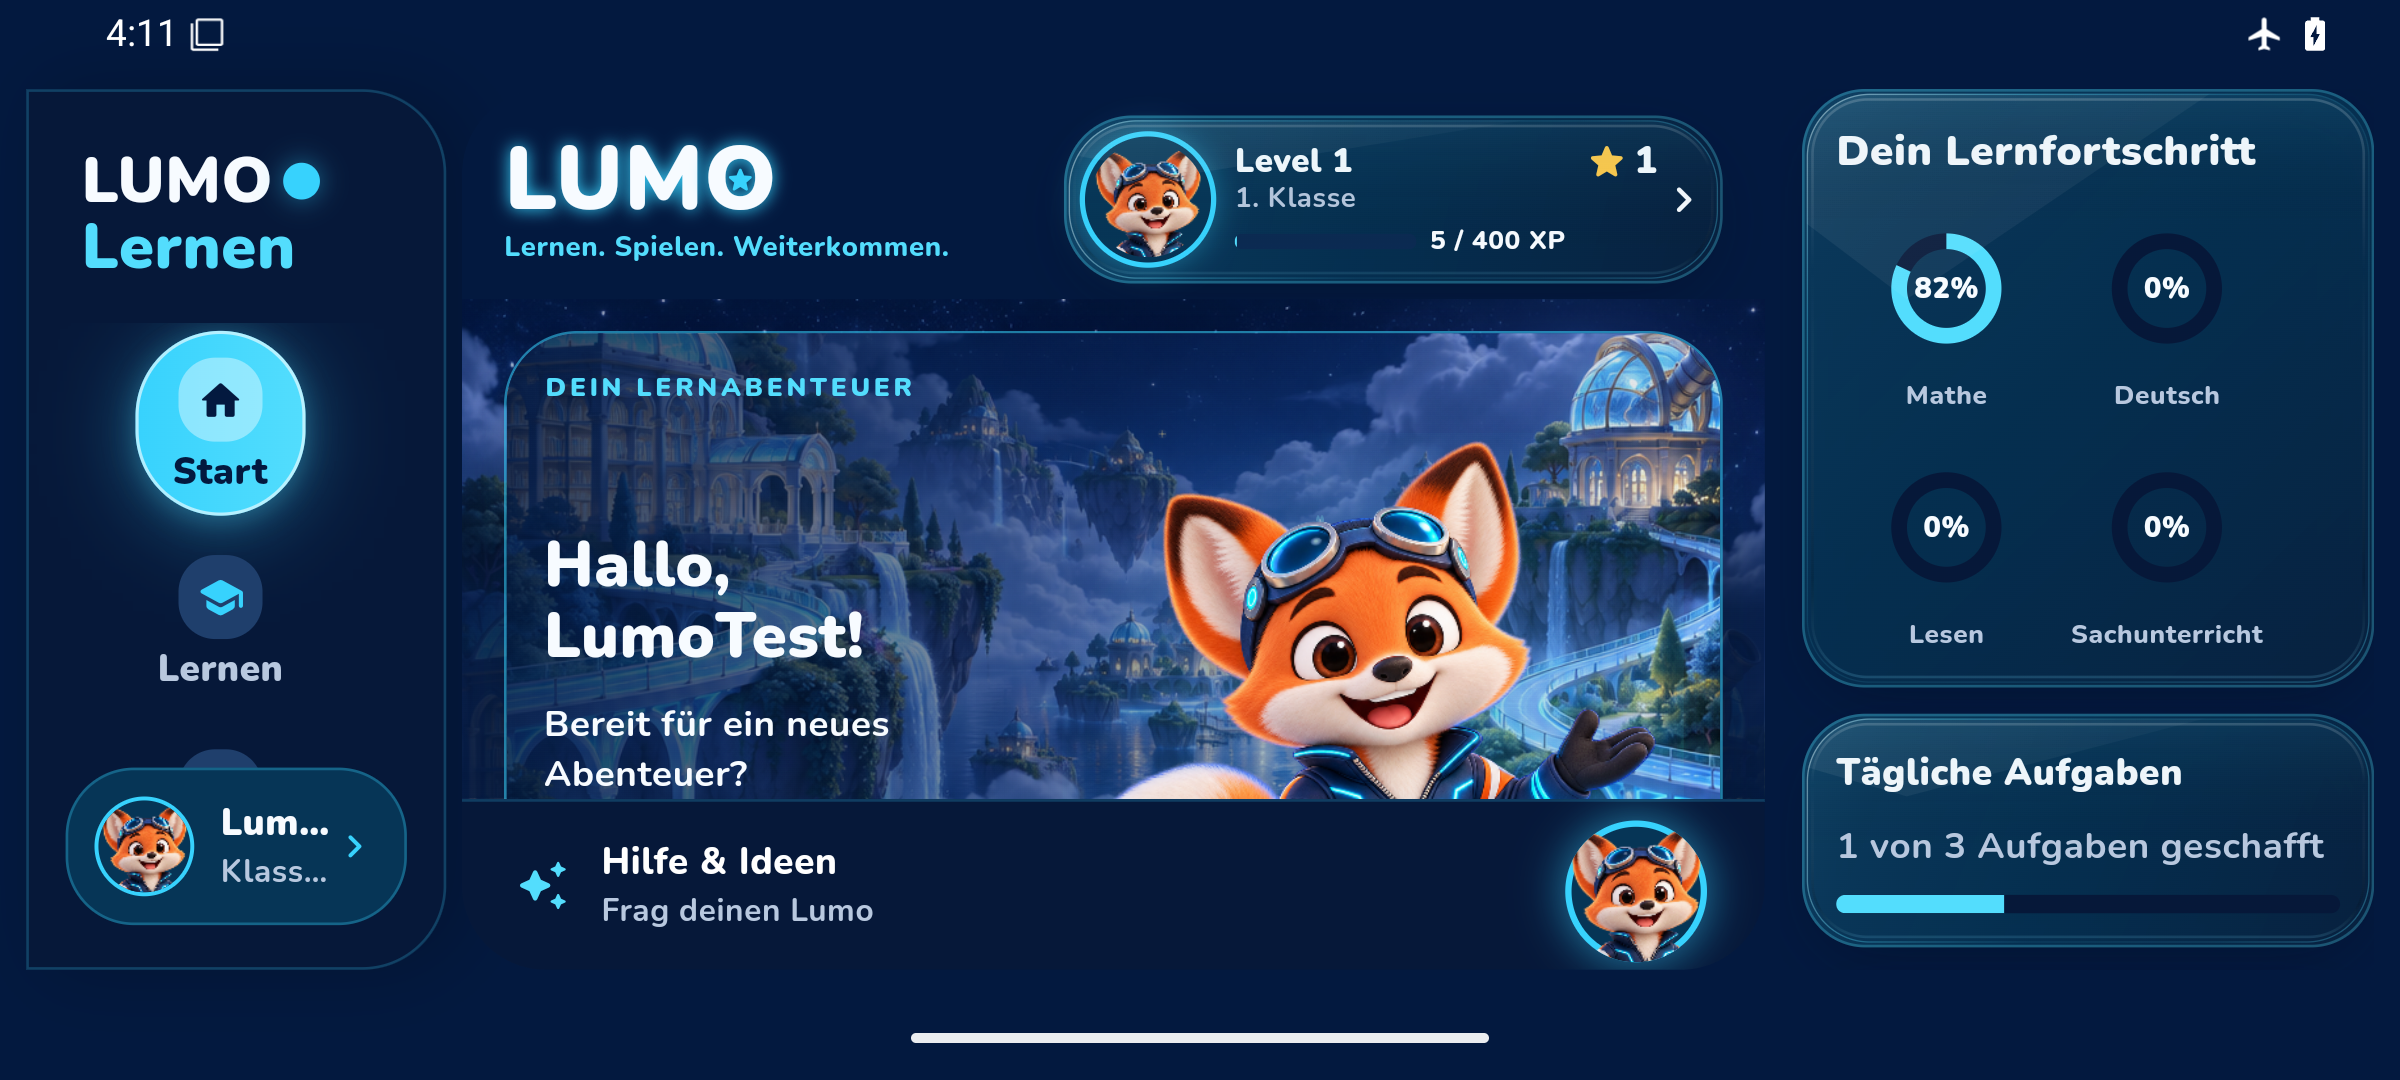 4:11
LUMO
Lernen
Start
Lernen
Lum...
Klass...
LUMO
Lernen. Spielen. Weiterkommen.
Level 1
1
1. Klasse
5 / 400 XP
DEIN LERNABENTEUER
Hallo,
LumoTest!
Bereit für ein neues
Abenteuer?
Hilfe & Ideen
Frag deinen Lumo
Dein Lernfortschritt
82%
0%
Mathe
Deutsch
0%
0%
Lesen
Sachunterricht
Tägliche Aufgaben
1 von 3 Aufgaben geschafft